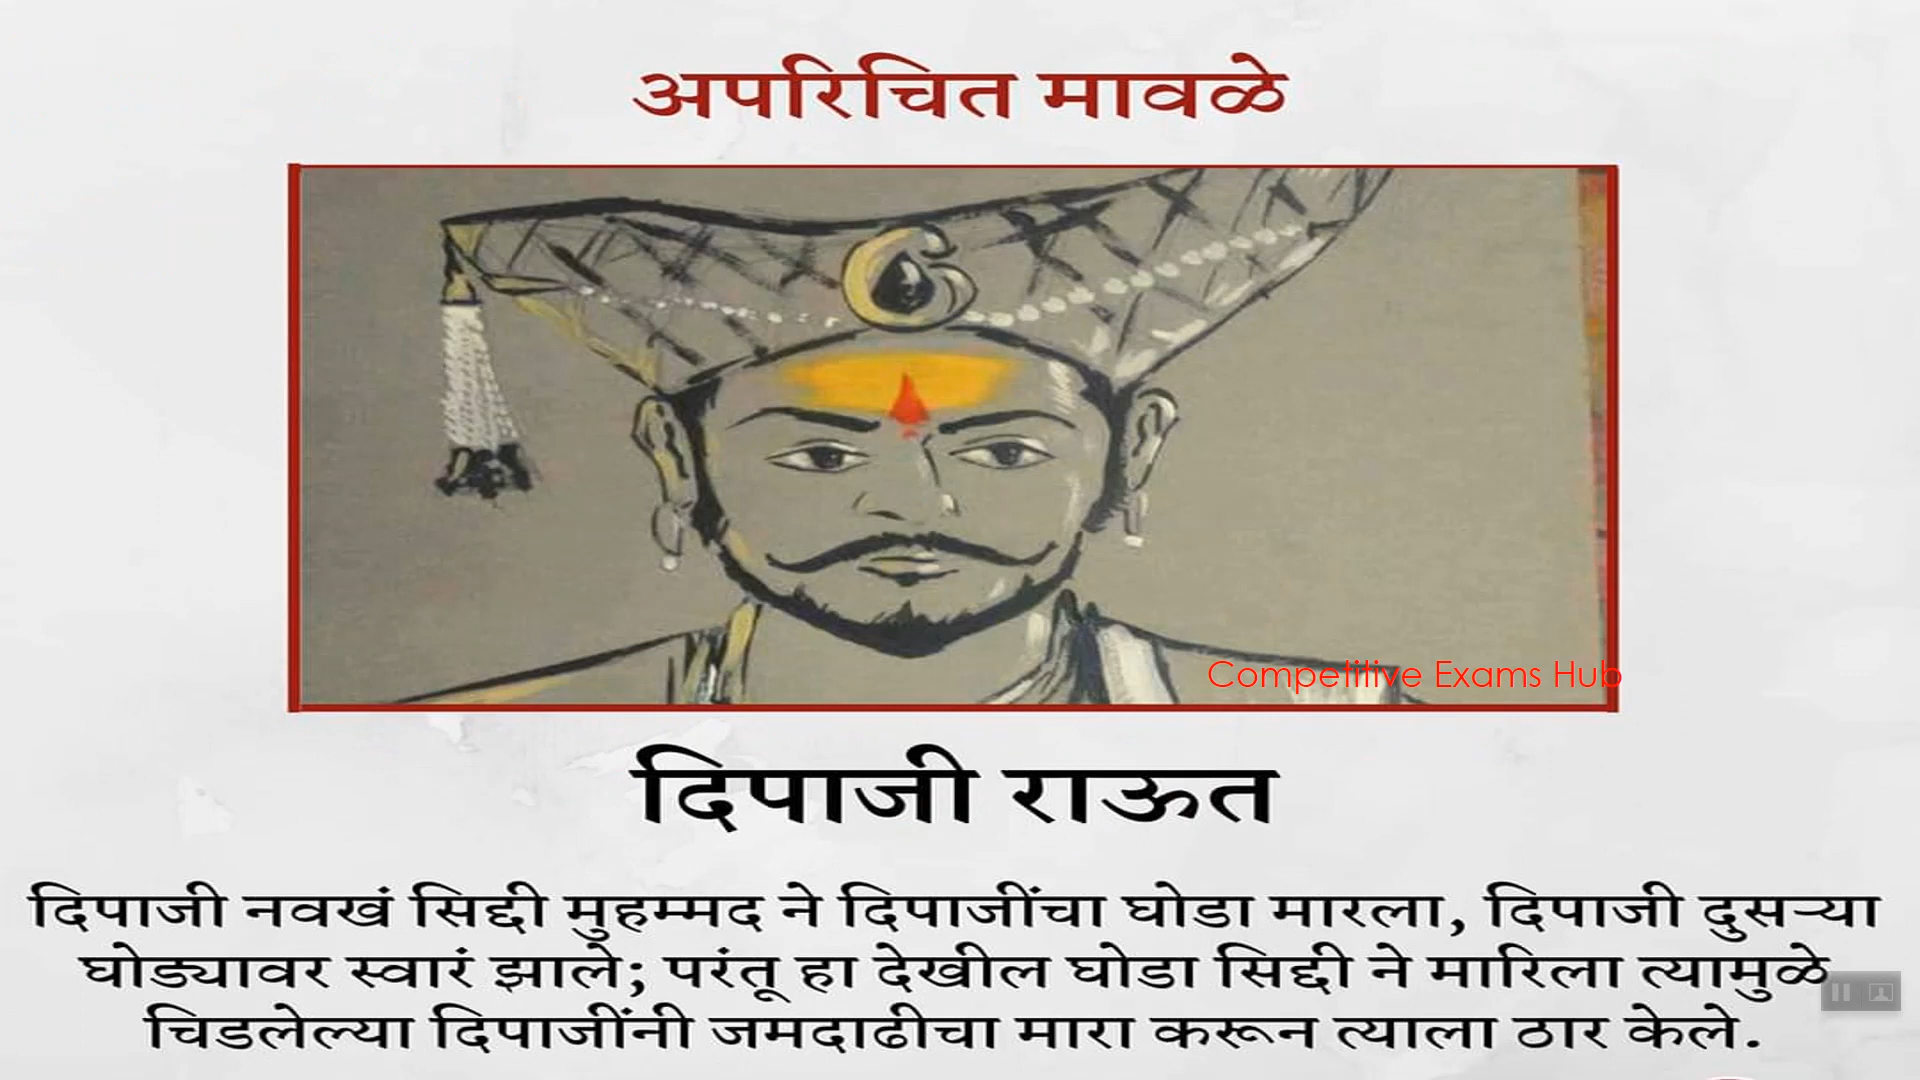 अपरिचित मावळे
Competitive Exams Hub
दिपाजी राऊत
दिपाजी नवखं सिद्दी मुहम्मद ने दिपाजींचा घोडा मारला, दिपाजी दुसऱ्या
घोड्यावर स्वारं झाले; परंतू हा देखील घोडा सिद्दी ने मारिला त्यामुळे
चिडलेल्या दिपाजींनी जमदाढीचा मारा करून त्याला ठार केले.